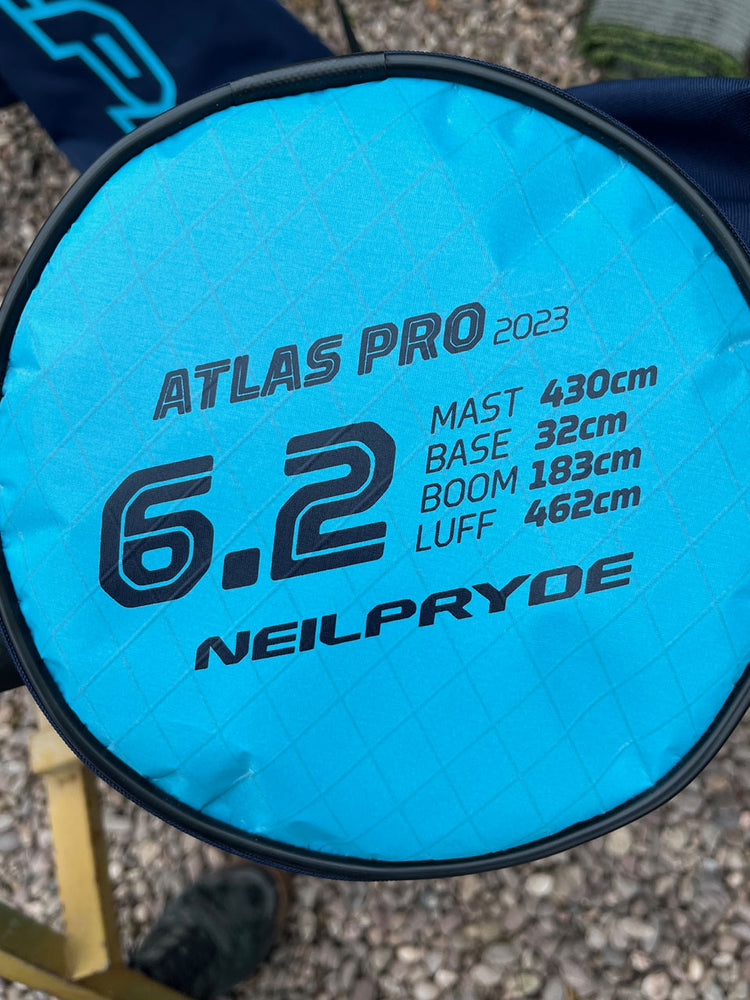 ATLAS PRO 2023
6.2
MAST 430cm
BASE 32cm
BOOM 183cm
LUFF 462cm
NEILPRYDE